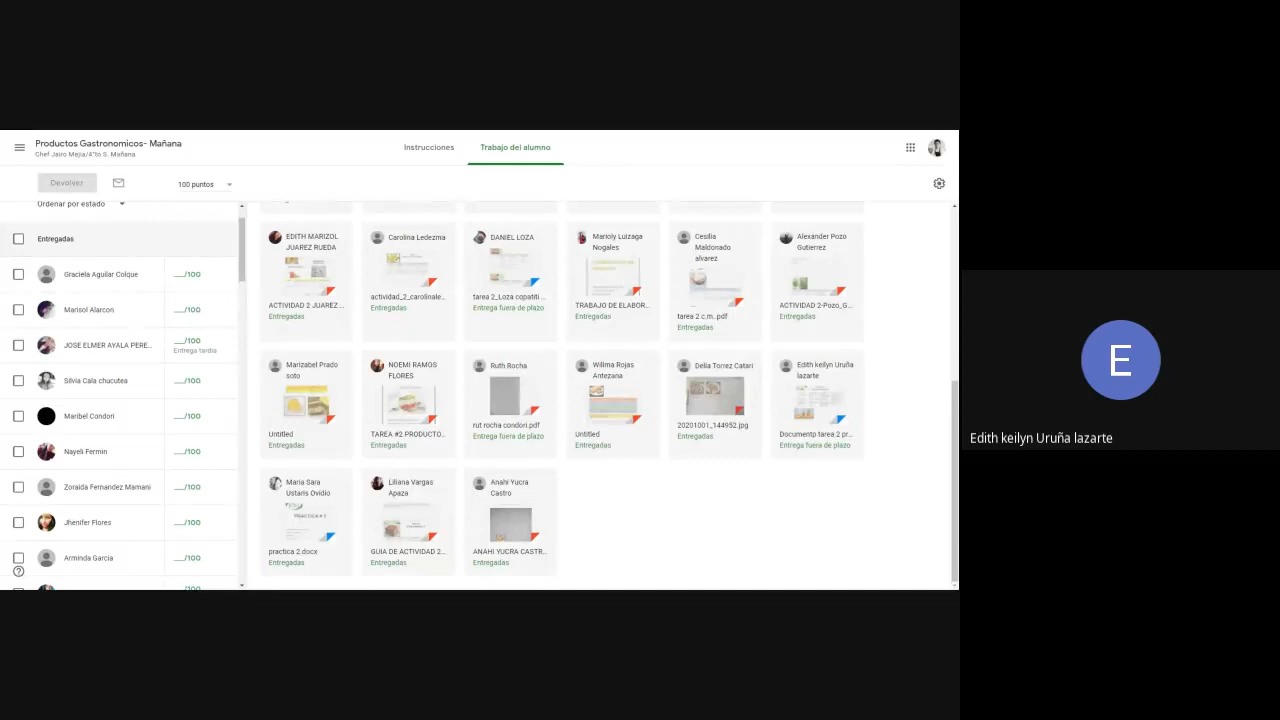 Productos Gastronomicos- Mañana
Chef Jairo Mejia/4°to S. Mañana
Instrucciones
Trabajo del alumno
Devolver
100 puntos
Ordenar por estado
Entregadas
Graciela Aguilar Colque
__/100
Marisol Alarcon
__/100
JOSE ELMER AYALA PERE...
__/100
Entrega tardía
Silvia Cala chucutea
__/100
Maribel Condori
__/100
Nayeli Fermin
__/100
Zoraida Fernandez Mamani
__/100
Jhenifer Flores
__/100
Arminda Garcia
__/100
__/100
EDITH MARIZOL
JUAREZ RUEDA
ACTIVIDAD 2 JUAREZ ...
Entregadas
Carolina Ledezma
actividad_2_carolinale...
Entregadas
DANIEL LOZA
tarea 2_Loza copatiti ...
Entrega fuera de plazo
Marioly Luizaga
Nogales
TRABAJO DE ELABOR...
Entregadas
Cesilia
Maldonado
alvarez
tarea 2 c.m..pdf
Entregadas
Alexander Pozo
Gutierrez
ACTIVIDAD 2-Pozo_G...
Entregadas
Marizabel Prado
soto
Untitled
Entregadas
NOEMI RAMOS
FLORES
TAREA #2 PRODUCTO...
Entregadas
Ruth Rocha
rut rocha condori.pdf
Entrega fuera de plazo
Willma Rojas
Antezana
Untitled
Entregadas
Delia Torrez Catari
20201001_144952.jpg
Entregadas
Edith keilyn Uruña
lazarte
Documentp tarea 2 pr...
Entrega fuera de plazo
Maria Sara
Ustaris Ovidio
PRACTICA # 2
practica 2.docx
Entregadas
Liliana Vargas
Apaza
GUIA DE ACTIVIDAD 2...
Entregadas
Anahi Yucra
Castro
ANAHI YUCRA CASTR...
Entregadas
E
Edith keilyn Uruña lazarte